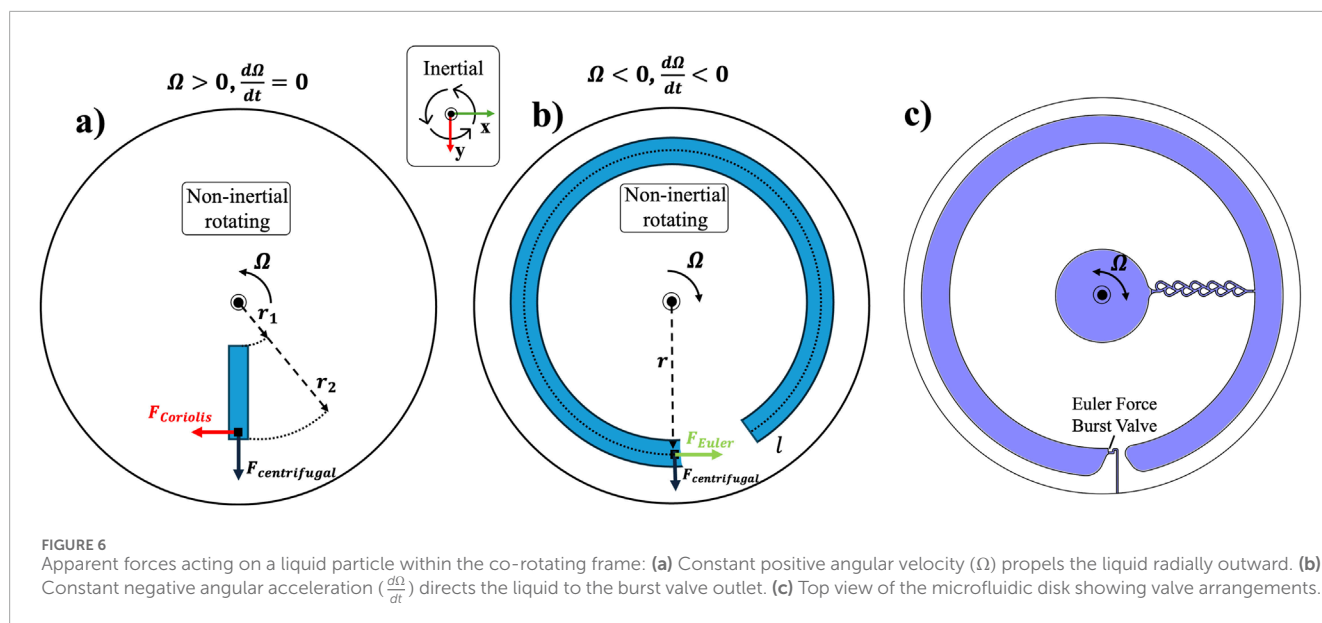 Ω > 0, dΩ/dt = 0
a)
Non-inertial
rotating
Ω
r₁
r₂
F_Coriolis
F_centrifugal
Inertial
x
y
Ω < 0, dΩ/dt < 0
b)
Non-inertial
rotating
Ω
r
F_Euler
l
F_centrifugal
c)
Ω
Euler Force
Burst Valve
FIGURE 6
Apparent forces acting on a liquid particle within the co-rotating frame: (a) Constant positive angular velocity (Ω) propels the liquid radially outward. (b)
Constant negative angular acceleration (dΩ/dt) directs the liquid to the burst valve outlet. (c) Top view of the microfluidic disk showing valve arrangements.